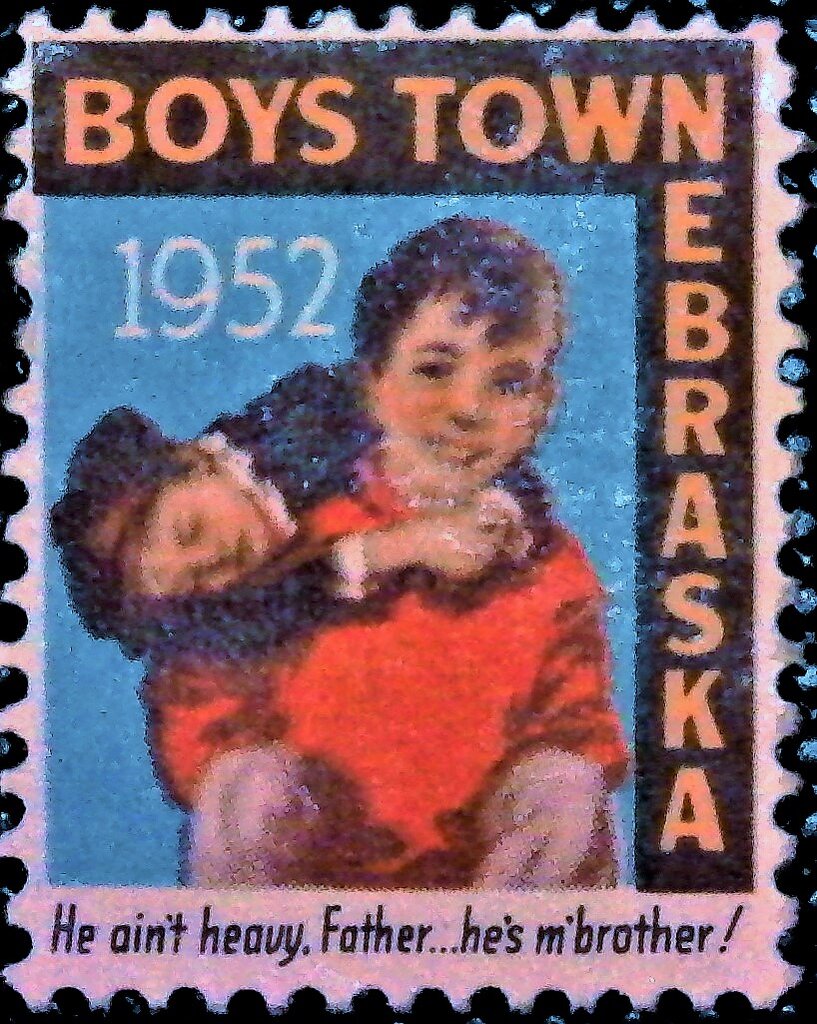 BOYS TOWN
NEBRASKA
1952
He ain't heavy, Father...he's m'brother!